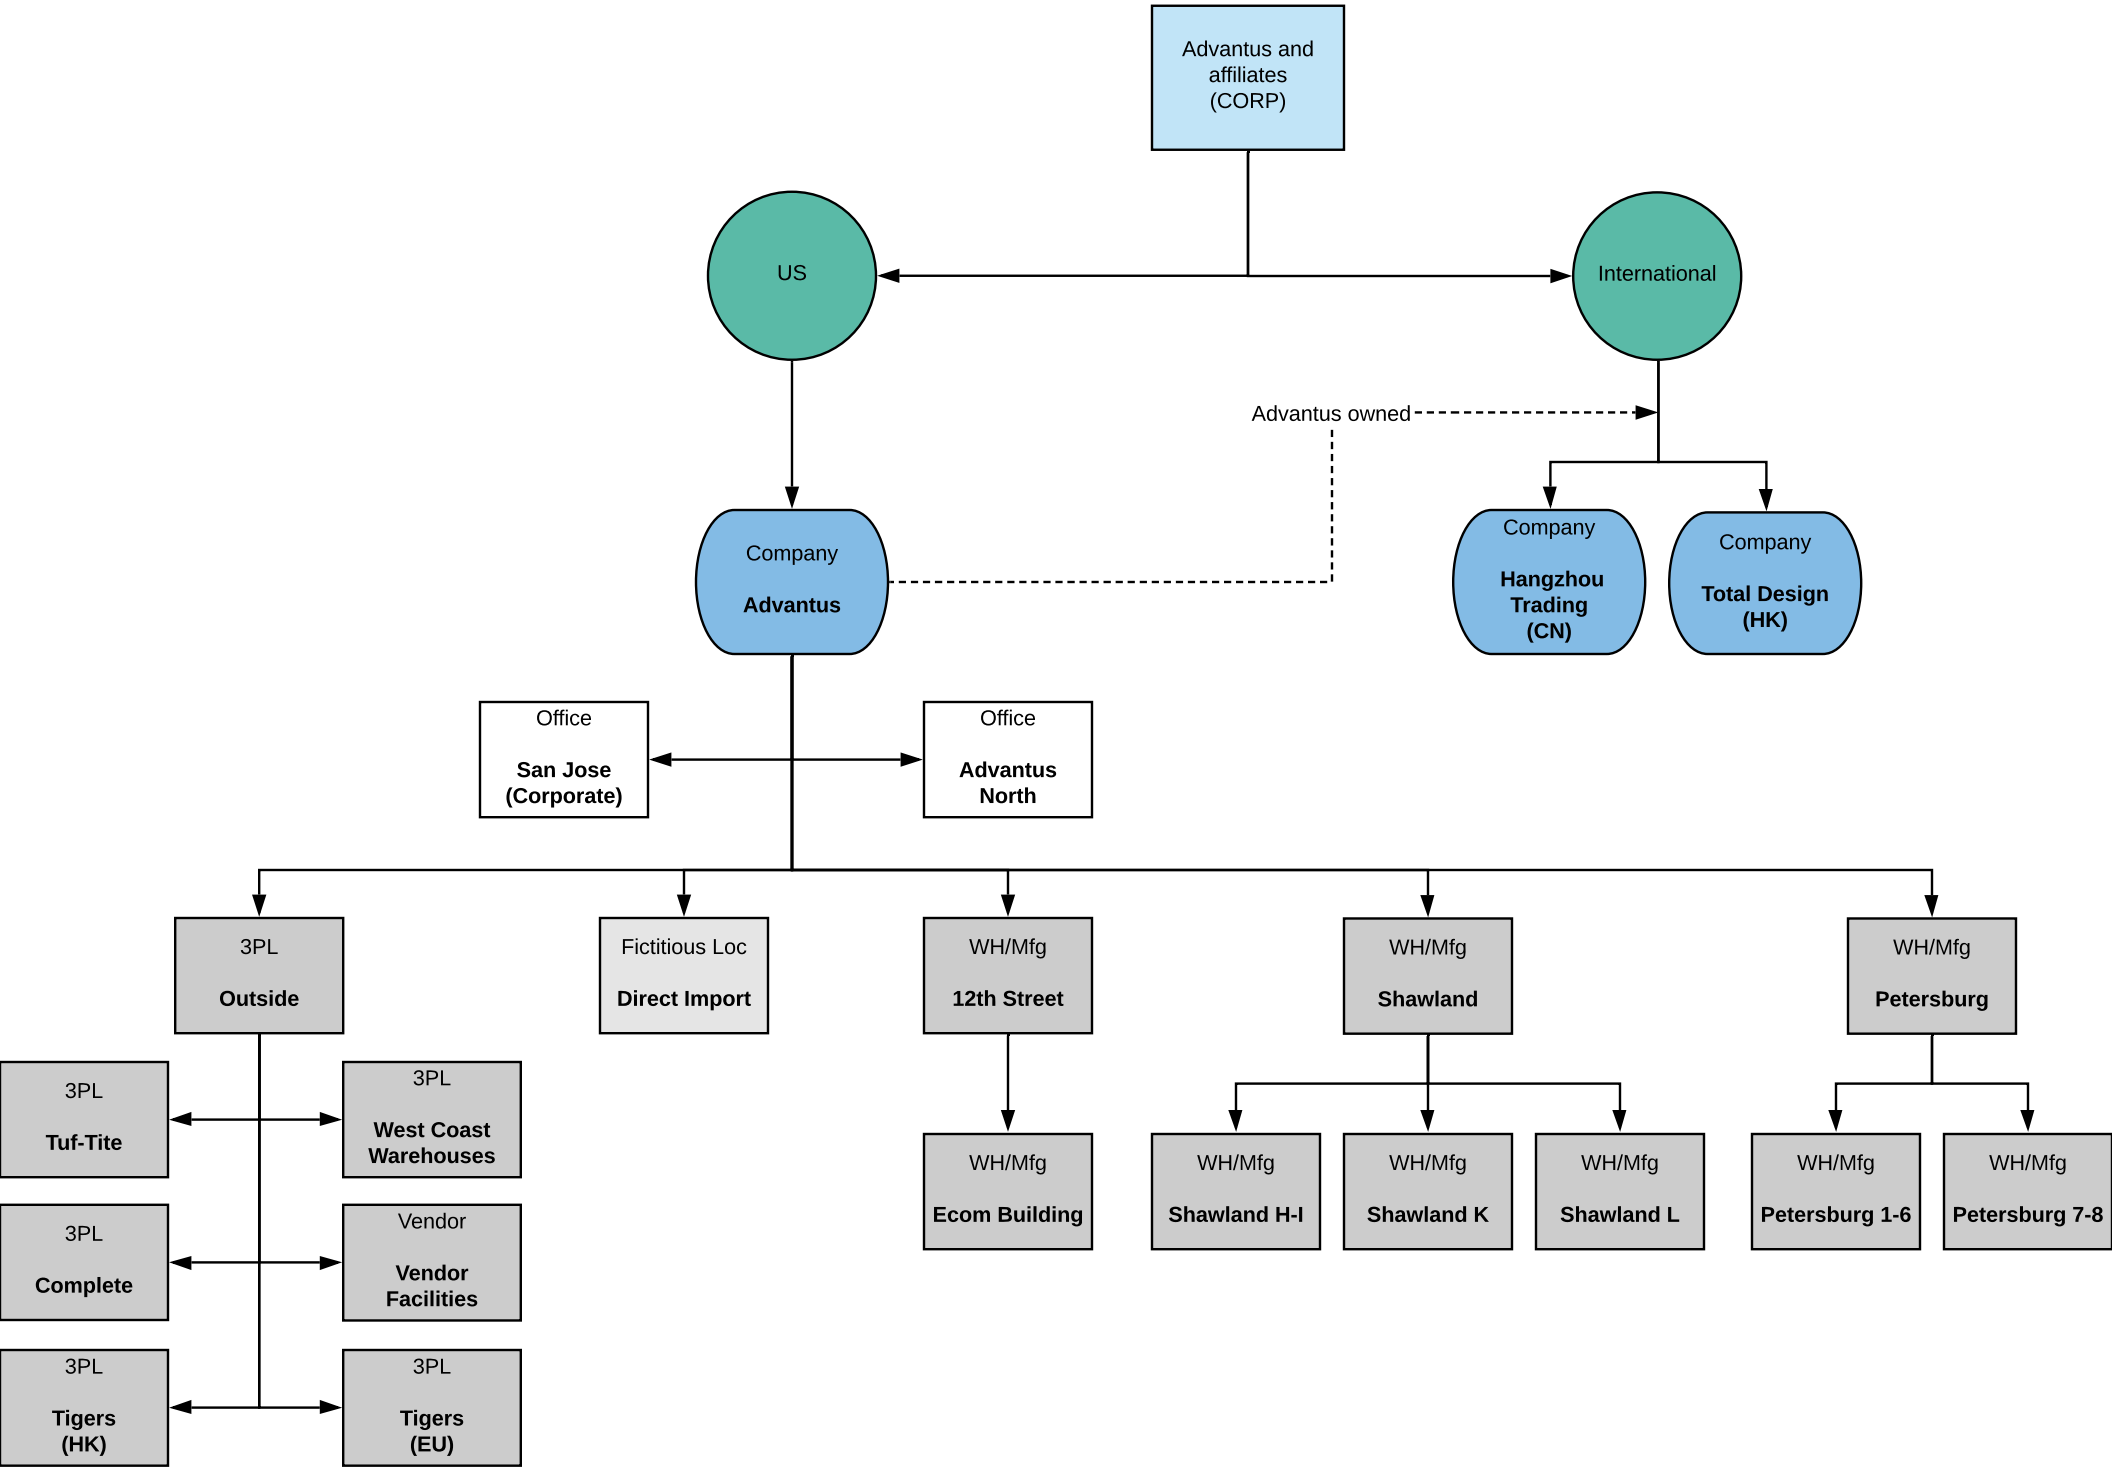 Advantus and
affiliates
(CORP)
US
International
Advantus owned
Company
Advantus
Company
Hangzhou
Trading
(CN)
Company
Total Design
(HK)
Office
San Jose
(Corporate)
Office
Advantus
North
3PL
Outside
Fictitious Loc
Direct Import
WH/Mfg
12th Street
WH/Mfg
Shawland
WH/Mfg
Petersburg
3PL
Tuf-Tite
3PL
West Coast
Warehouses
WH/Mfg
Ecom Building
WH/Mfg
Shawland H-I
WH/Mfg
Shawland K
WH/Mfg
Shawland L
WH/Mfg
Petersburg 1-6
WH/Mfg
Petersburg 7-8
3PL
Complete
Vendor
Vendor
Facilities
3PL
Tigers
(HK)
3PL
Tigers
(EU)